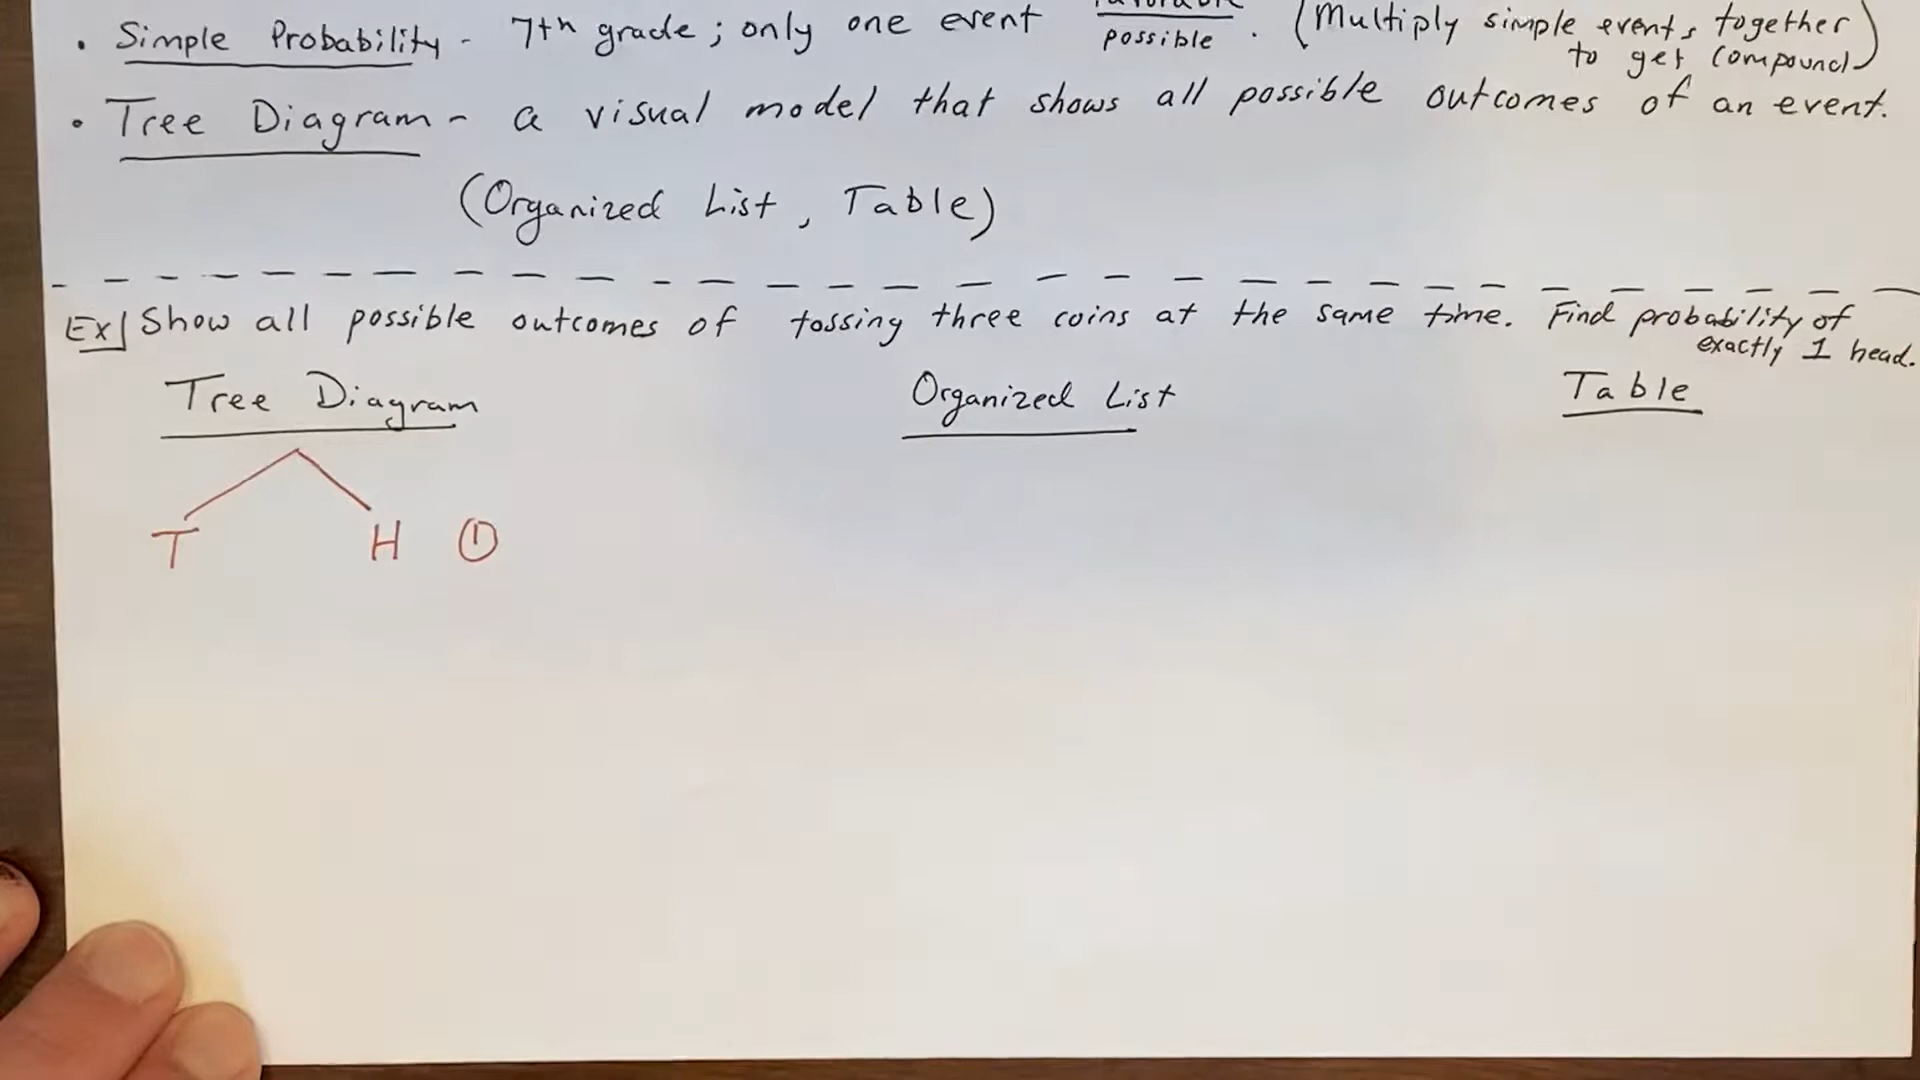 • Simple Probability - 7th grade; only one event possible. (Multiply simple events together
to get compound)
• Tree Diagram - a visual model that shows all possible outcomes of an event.
(Organized List, Table)
Ex| Show all possible outcomes of tossing three coins at the same time. Find probability of
exactly 1 head.
Tree Diagram Organized List Table
T H ①